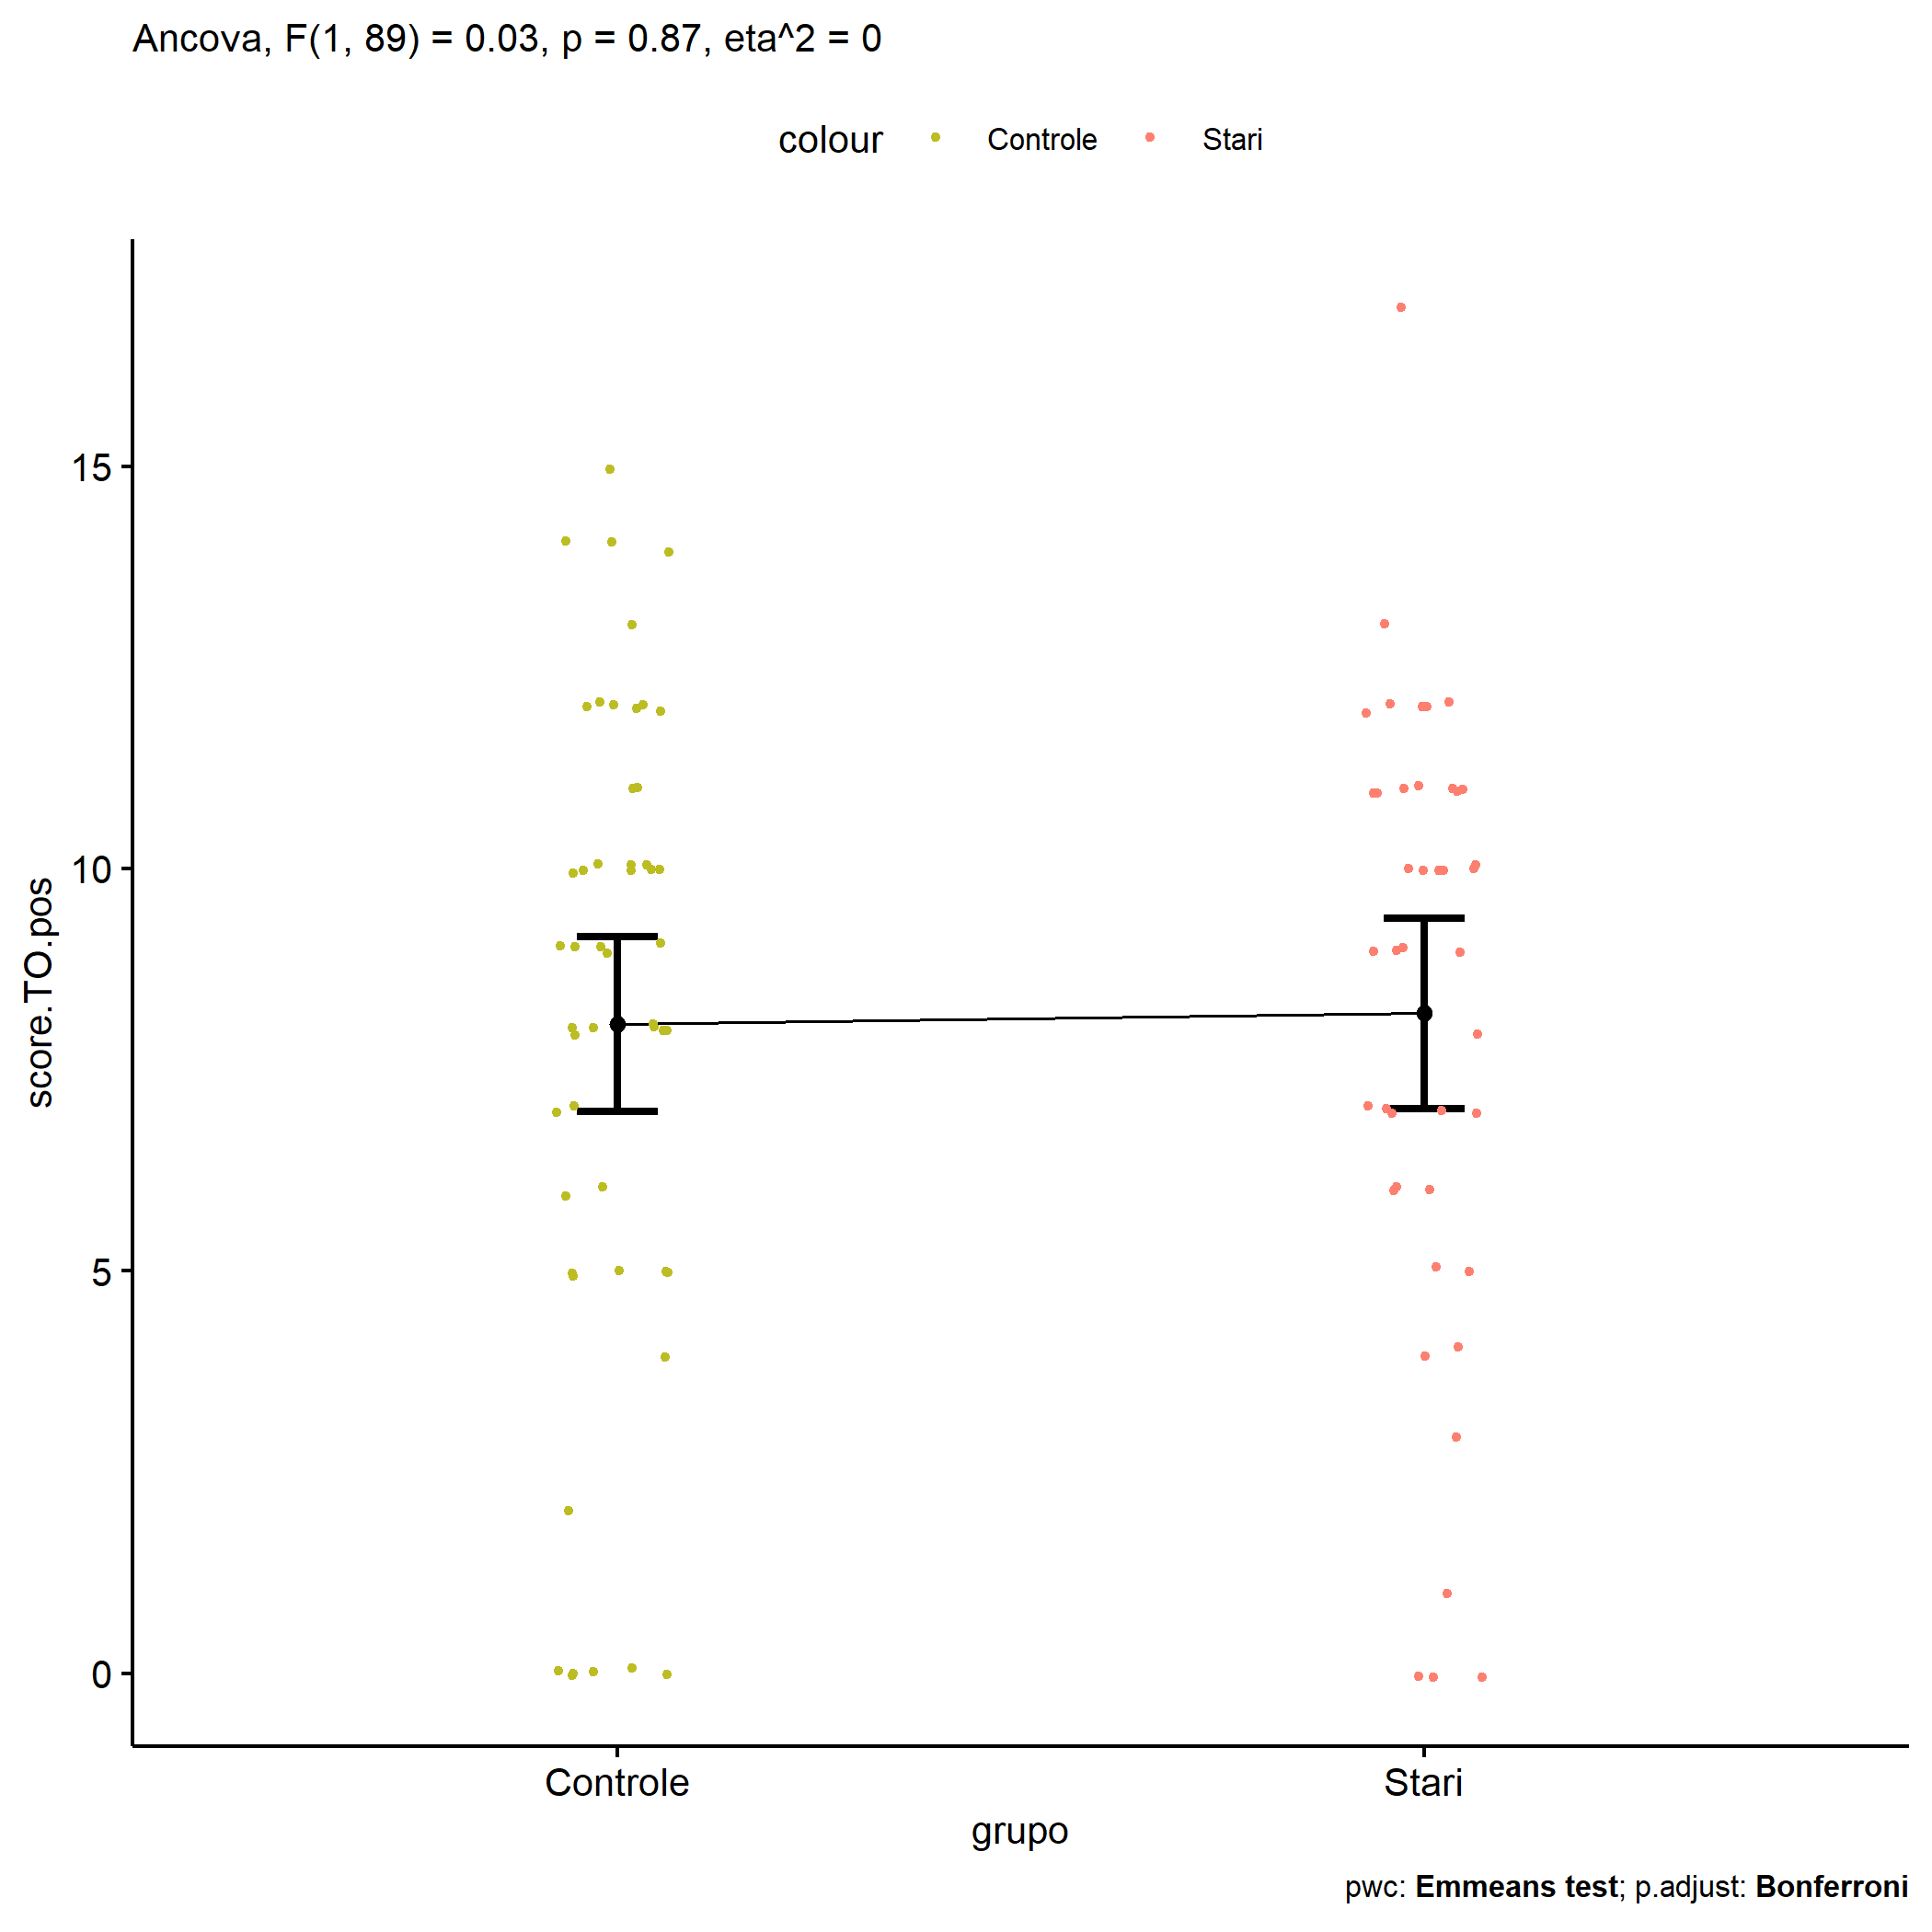 Ancova, F(1, 89) = 0.03, p = 0.87, eta^2 = 0
colour Controle Stari
score.TO.pos
15
10
5
0
Controle Stari
grupo
pwc: Emmeans test; p.adjust: Bonferroni